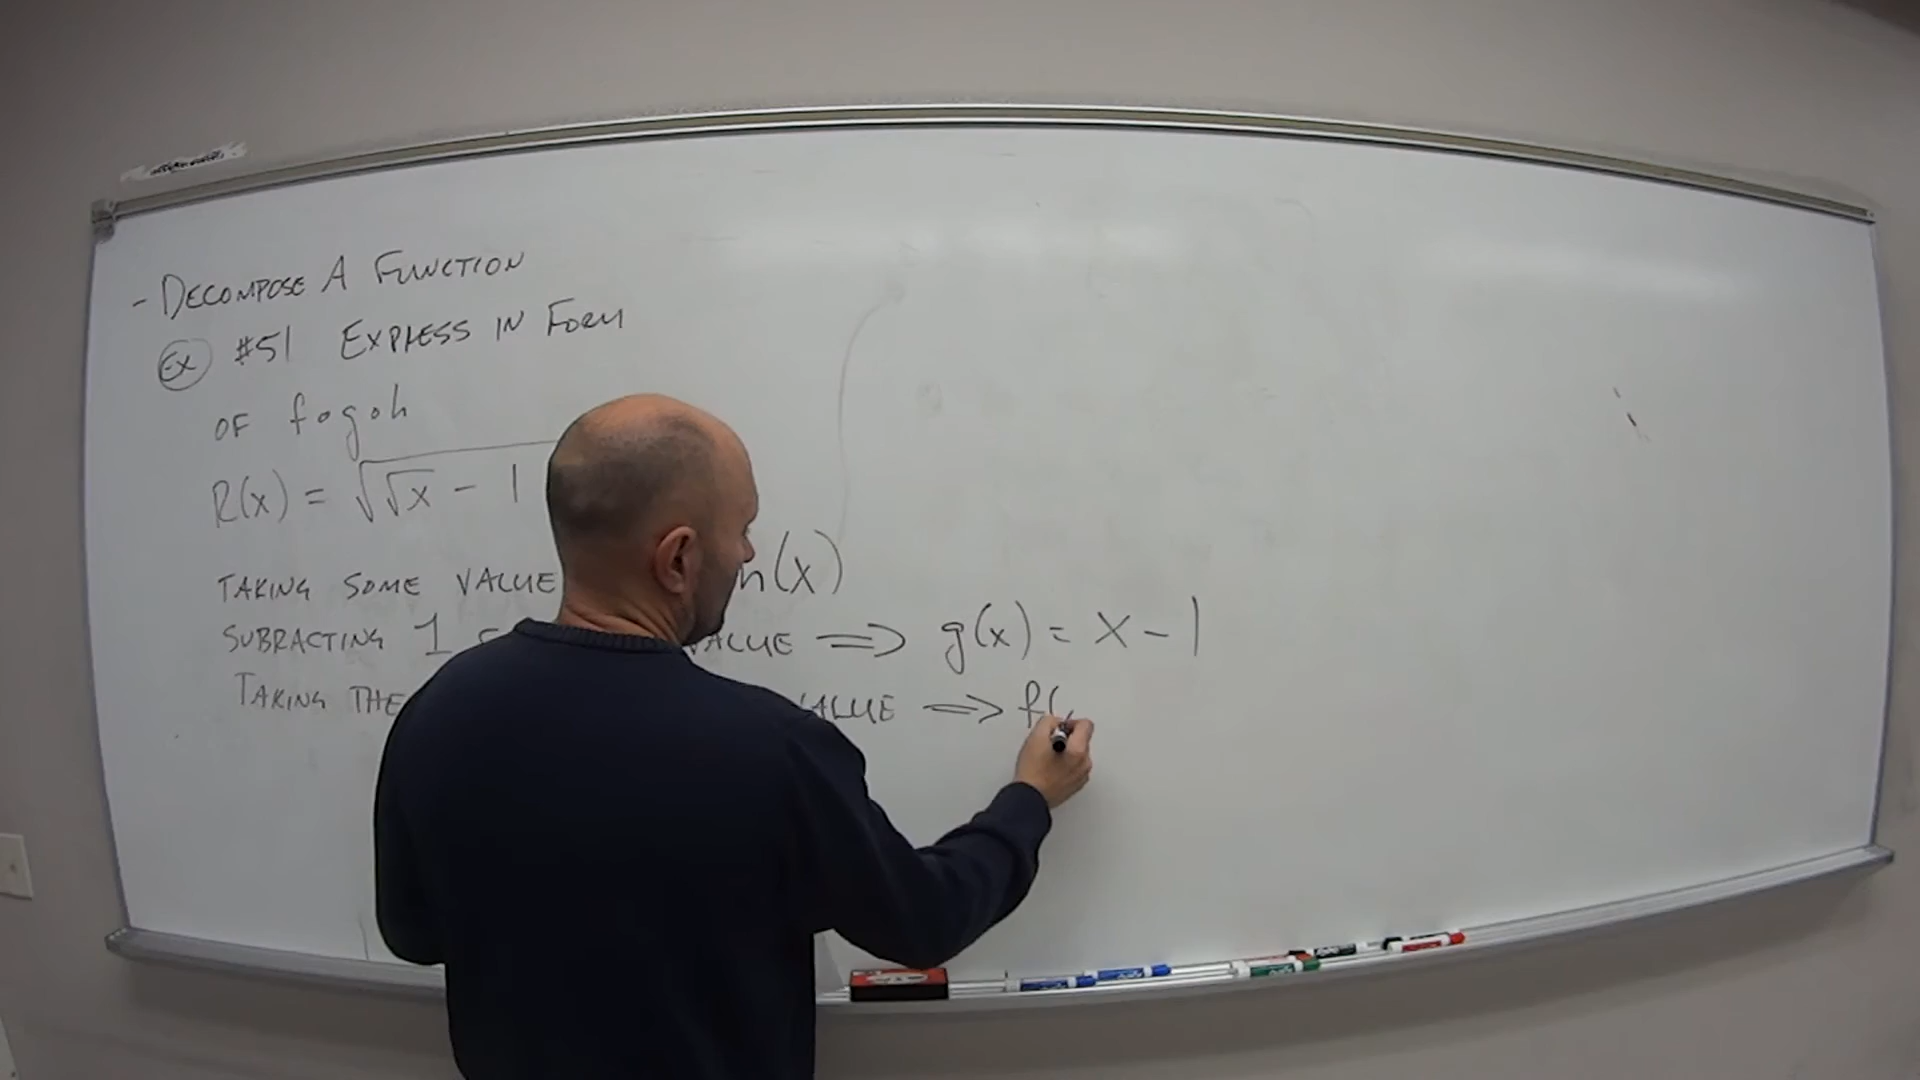 - DECOMPOSE A FUNCTION
Ex #51 EXPRESS IN FORM
OF f∘g∘h
R(x) = √(√x - 1
TAKING SOME VALUE h(x)
SUBRACTING 1 VALUE ⇒ g(x) = x - 1
TAKING THE VALUE ⇒ f(